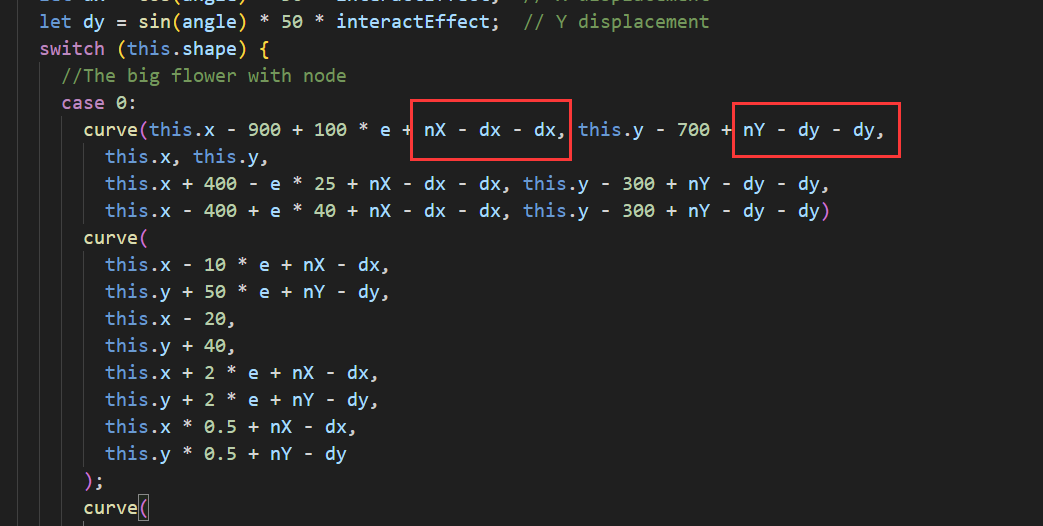 let dy = sin(angle) * 50 * interactEffect;  // Y displacement
switch (this.shape) {
//The big flower with node
case 0:
curve(this.x - 900 + 100 * e + nX - dx - dx, this.y - 700 + nY - dy - dy,
this.x, this.y,
this.x + 400 - e * 25 + nX - dx - dx, this.y - 300 + nY - dy - dy,
this.x - 400 + e * 40 + nX - dx - dx, this.y - 300 + nY - dy - dy)
curve(
this.x - 10 * e + nX - dx,
this.y + 50 * e + nY - dy,
this.x - 20,
this.y + 40,
this.x + 2 * e + nX - dx,
this.y + 2 * e + nY - dy,
this.x * 0.5 + nX - dx,
this.y * 0.5 + nY - dy
);
curve(